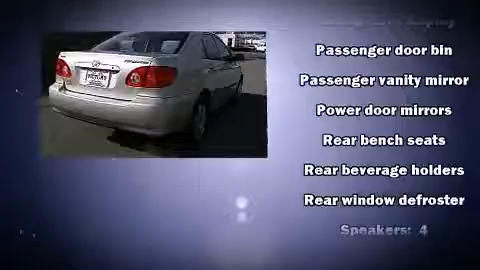 Passenger door bin
Passenger vanity mirror
Power door mirrors
Rear bench seats
Rear beverage holders
Rear window defroster
Speakers: 4